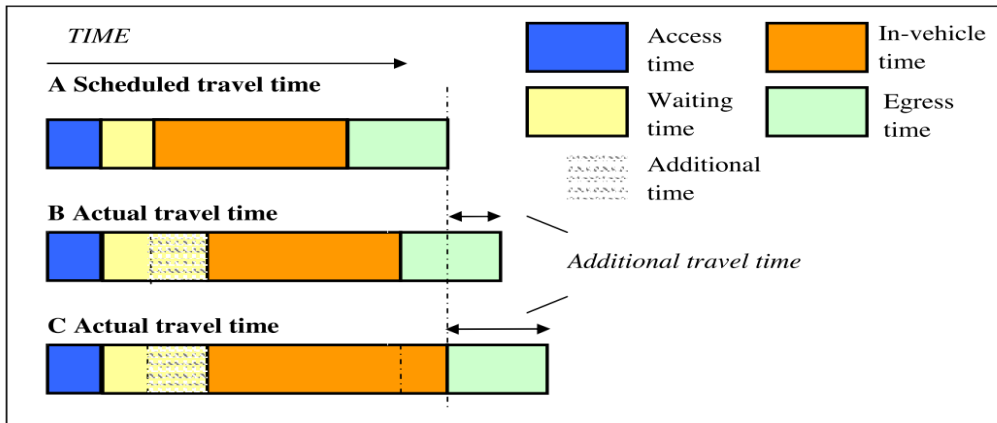 TIME
A Scheduled travel time
B Actual travel time
C Actual travel time
Access
time
In-vehicle
time
Waiting
time
Egress
time
Additional
time
Additional travel time